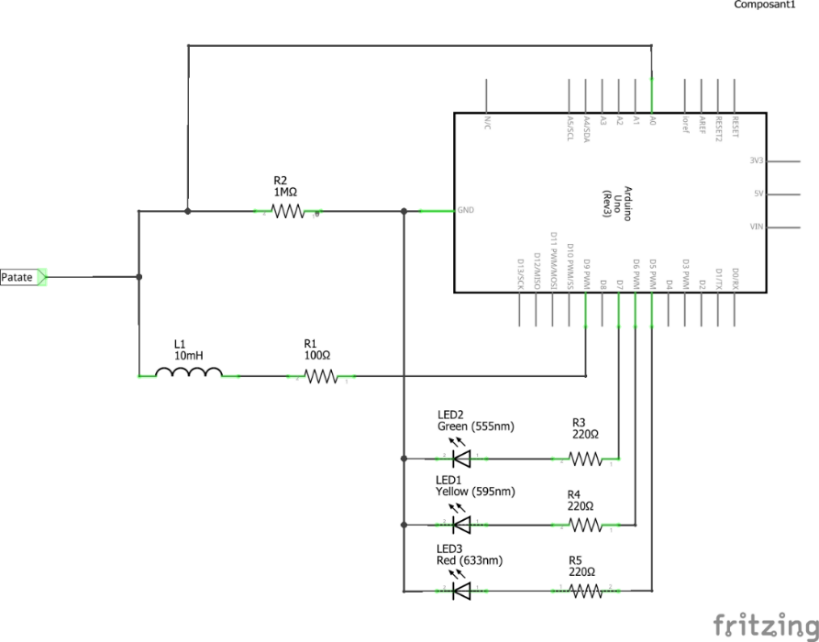 Composant1
N/C
A5/SCL
A4/SDA
A3
A2
A1
A0
ioref
AREF
RESET2
RESET
R2
1MΩ
Arduino
Uno
(Rev3)
3V3
5V
VIN
GND
Patate
D13/SCK
D12/MISO
D11 PWM/MOSI
D10 PWM/SS
D9 PWM
D8
D7
D6 PWM
D5 PWM
D4
D3 PWM
D2
D1/TX
D0/RX
L1
10mH
R1
100Ω
LED2
Green (555nm)
R3
220Ω
LED1
Yellow (595nm)
R4
220Ω
LED3
Red (633nm)
R5
220Ω
fritzing